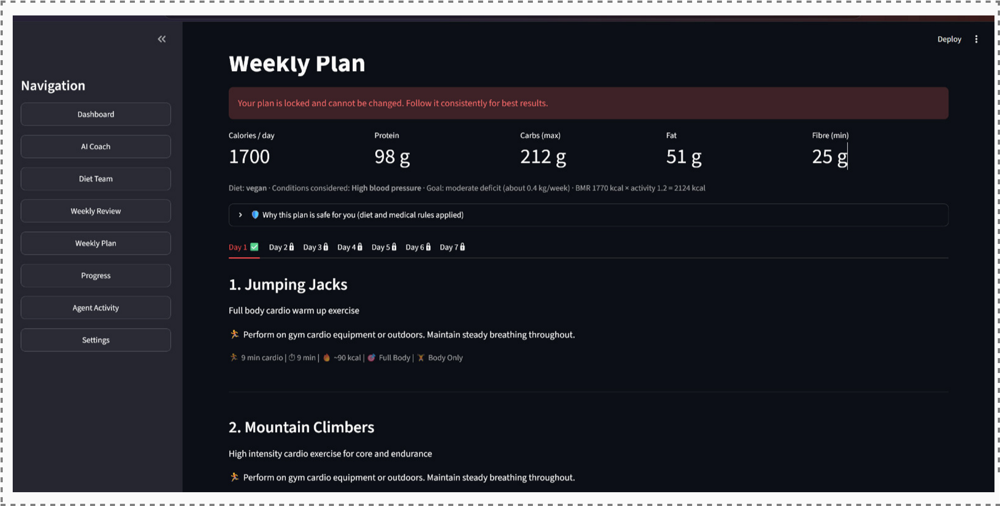 Deploy
Navigation
Dashboard
AI Coach
Diet Team
Weekly Review
Weekly Plan
Progress
Agent Activity
Settings
Weekly Plan
Your plan is locked and cannot be changed. Follow it consistently for best results.
Calories / day
1700
Protein
98 g
Carbs (max)
212 g
Fat
51 g
Fibre (min)
25 g
Diet: vegan · Conditions considered: High blood pressure · Goal: moderate deficit (about 0.4 kg/week) · BMR 1770 kcal × activity 1.2 = 2124 kcal
Why this plan is safe for you (diet and medical rules applied)
Day 1 Day 2 Day 3 Day 4 Day 5 Day 6 Day 7
1. Jumping Jacks
Full body cardio warm up exercise
Perform on gym cardio equipment or outdoors. Maintain steady breathing throughout.
9 min cardio | 9 min | ~90 kcal | Full Body | Body Only
2. Mountain Climbers
High intensity cardio exercise for core and endurance
Perform on gym cardio equipment or outdoors. Maintain steady breathing throughout.